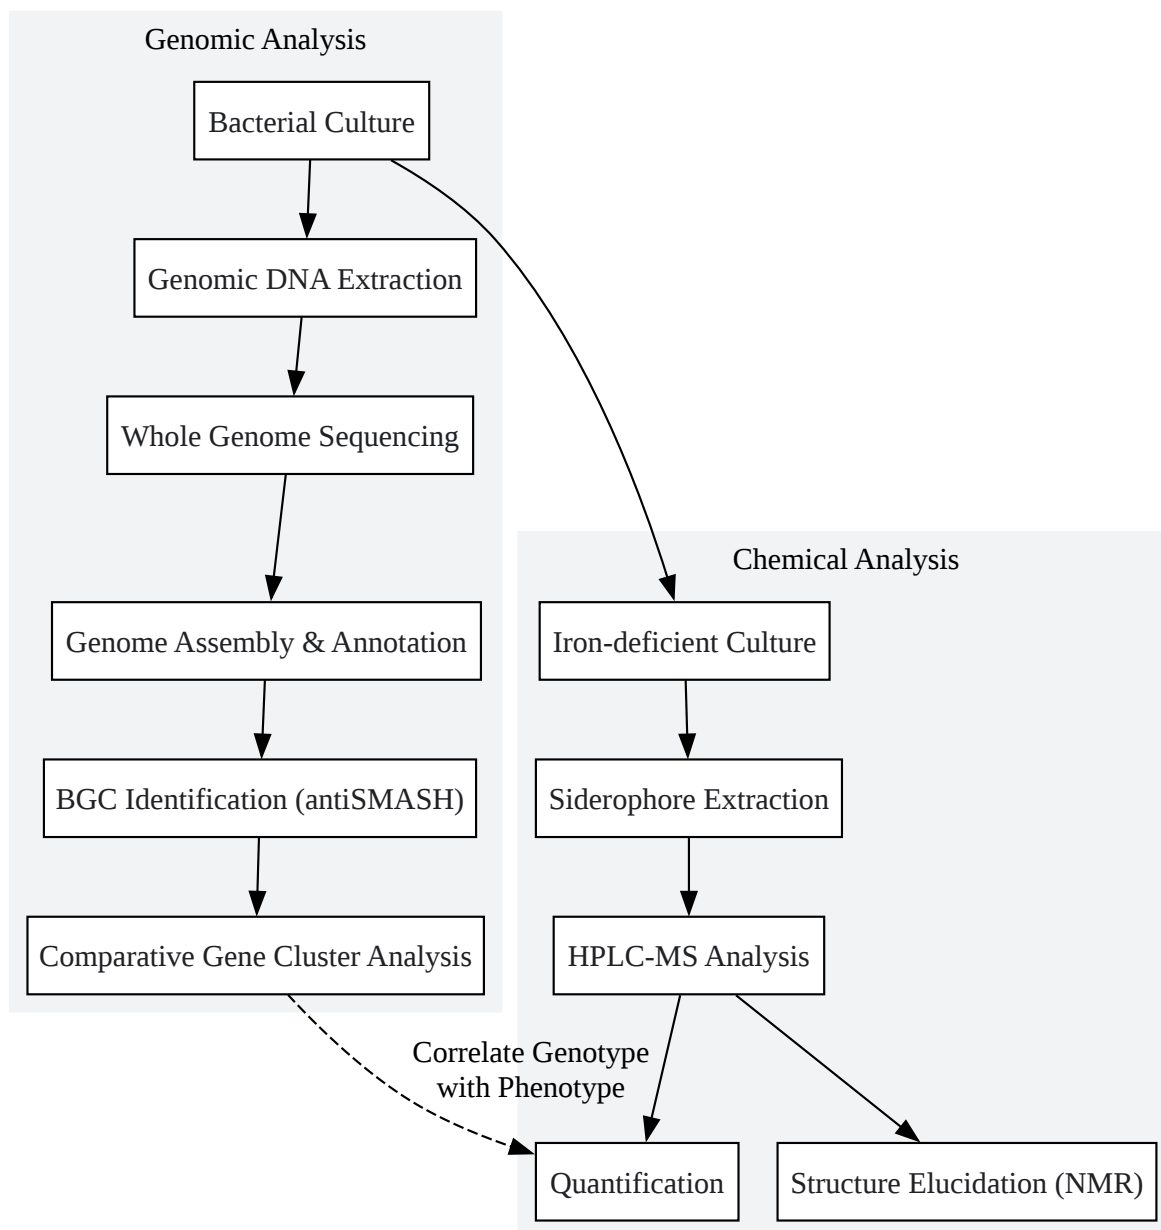 Genomic Analysis
Bacterial Culture
Genomic DNA Extraction
Whole Genome Sequencing
Chemical Analysis
Genome Assembly & Annotation
Iron-deficient Culture
BGC Identification (antiSMASH)
Siderophore Extraction
Comparative Gene Cluster Analysis
HPLC-MS Analysis
Correlate Genotype
with Phenotype
Quantification
Structure Elucidation (NMR)